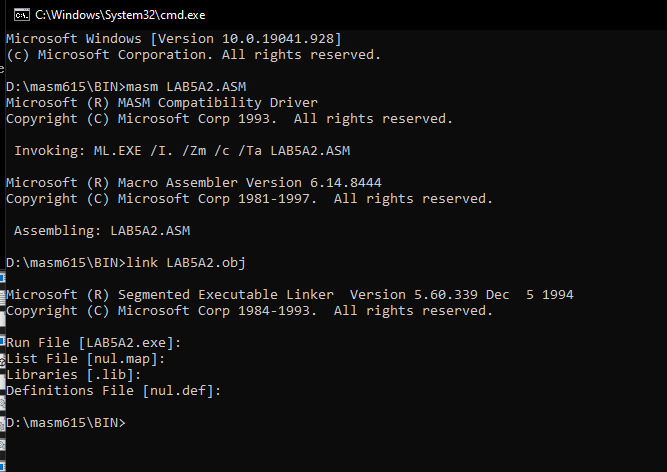 C:\Windows\System32\cmd.exe
Microsoft Windows [Version 10.0.19041.928]
(c) Microsoft Corporation. All rights reserved.
D:\masm615\BIN>masm LAB5A2.ASM
Microsoft (R) MASM Compatibility Driver
Copyright (C) Microsoft Corp 1993.  All rights reserved.
Invoking: ML.EXE /I. /Zm /c /Ta LAB5A2.ASM
Microsoft (R) Macro Assembler Version 6.14.8444
Copyright (C) Microsoft Corp 1981-1997.  All rights reserved.
Assembling: LAB5A2.ASM
D:\masm615\BIN>link LAB5A2.obj
Microsoft (R) Segmented Executable Linker  Version 5.60.339 Dec  5 1994
Copyright (C) Microsoft Corp 1984-1993.  All rights reserved.
Run File [LAB5A2.exe]:
List File [nul.map]:
Libraries [.lib]:
Definitions File [nul.def]:
D:\masm615\BIN>